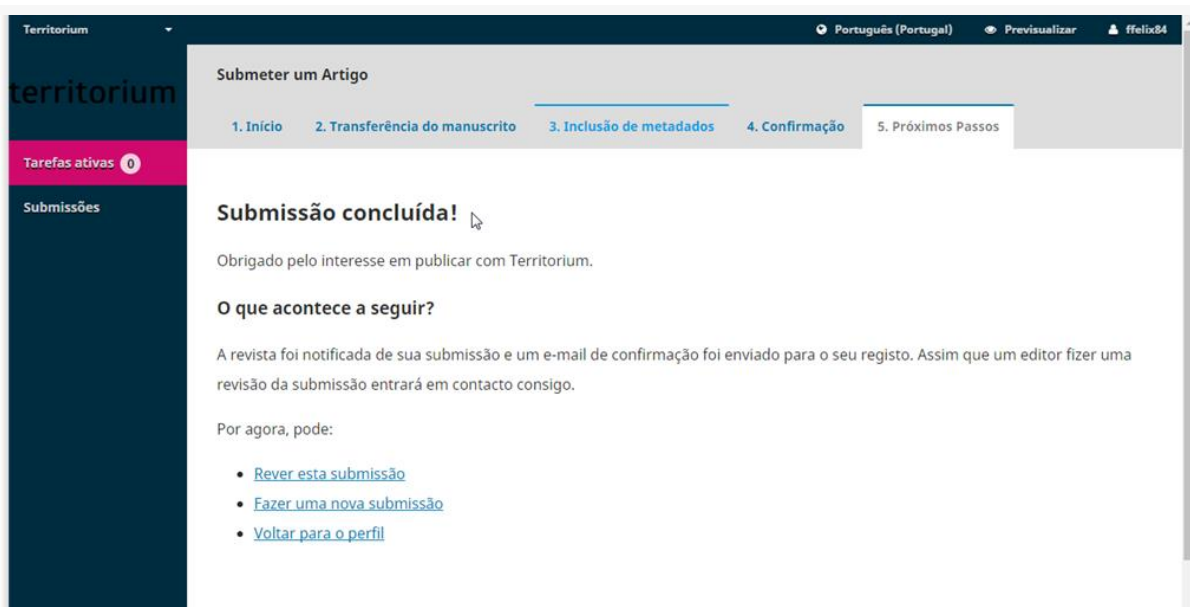 Territorium
Português (Portugal) Previsualizar ffelix84
territorium
Submeter um Artigo
1. Início 2. Transferência do manuscrito 3. Inclusão de metadados 4. Confirmação 5. Próximos Passos
Tarefas ativas 0
Submissões
Submissão concluída!
Obrigado pelo interesse em publicar com Territorium.
O que acontece a seguir?
A revista foi notificada de sua submissão e um e-mail de confirmação foi enviado para o seu registo. Assim que um editor fizer uma
revisão da submissão entrará em contacto consigo.
Por agora, pode:
Rever esta submissão
Fazer uma nova submissão
Voltar para o perfil